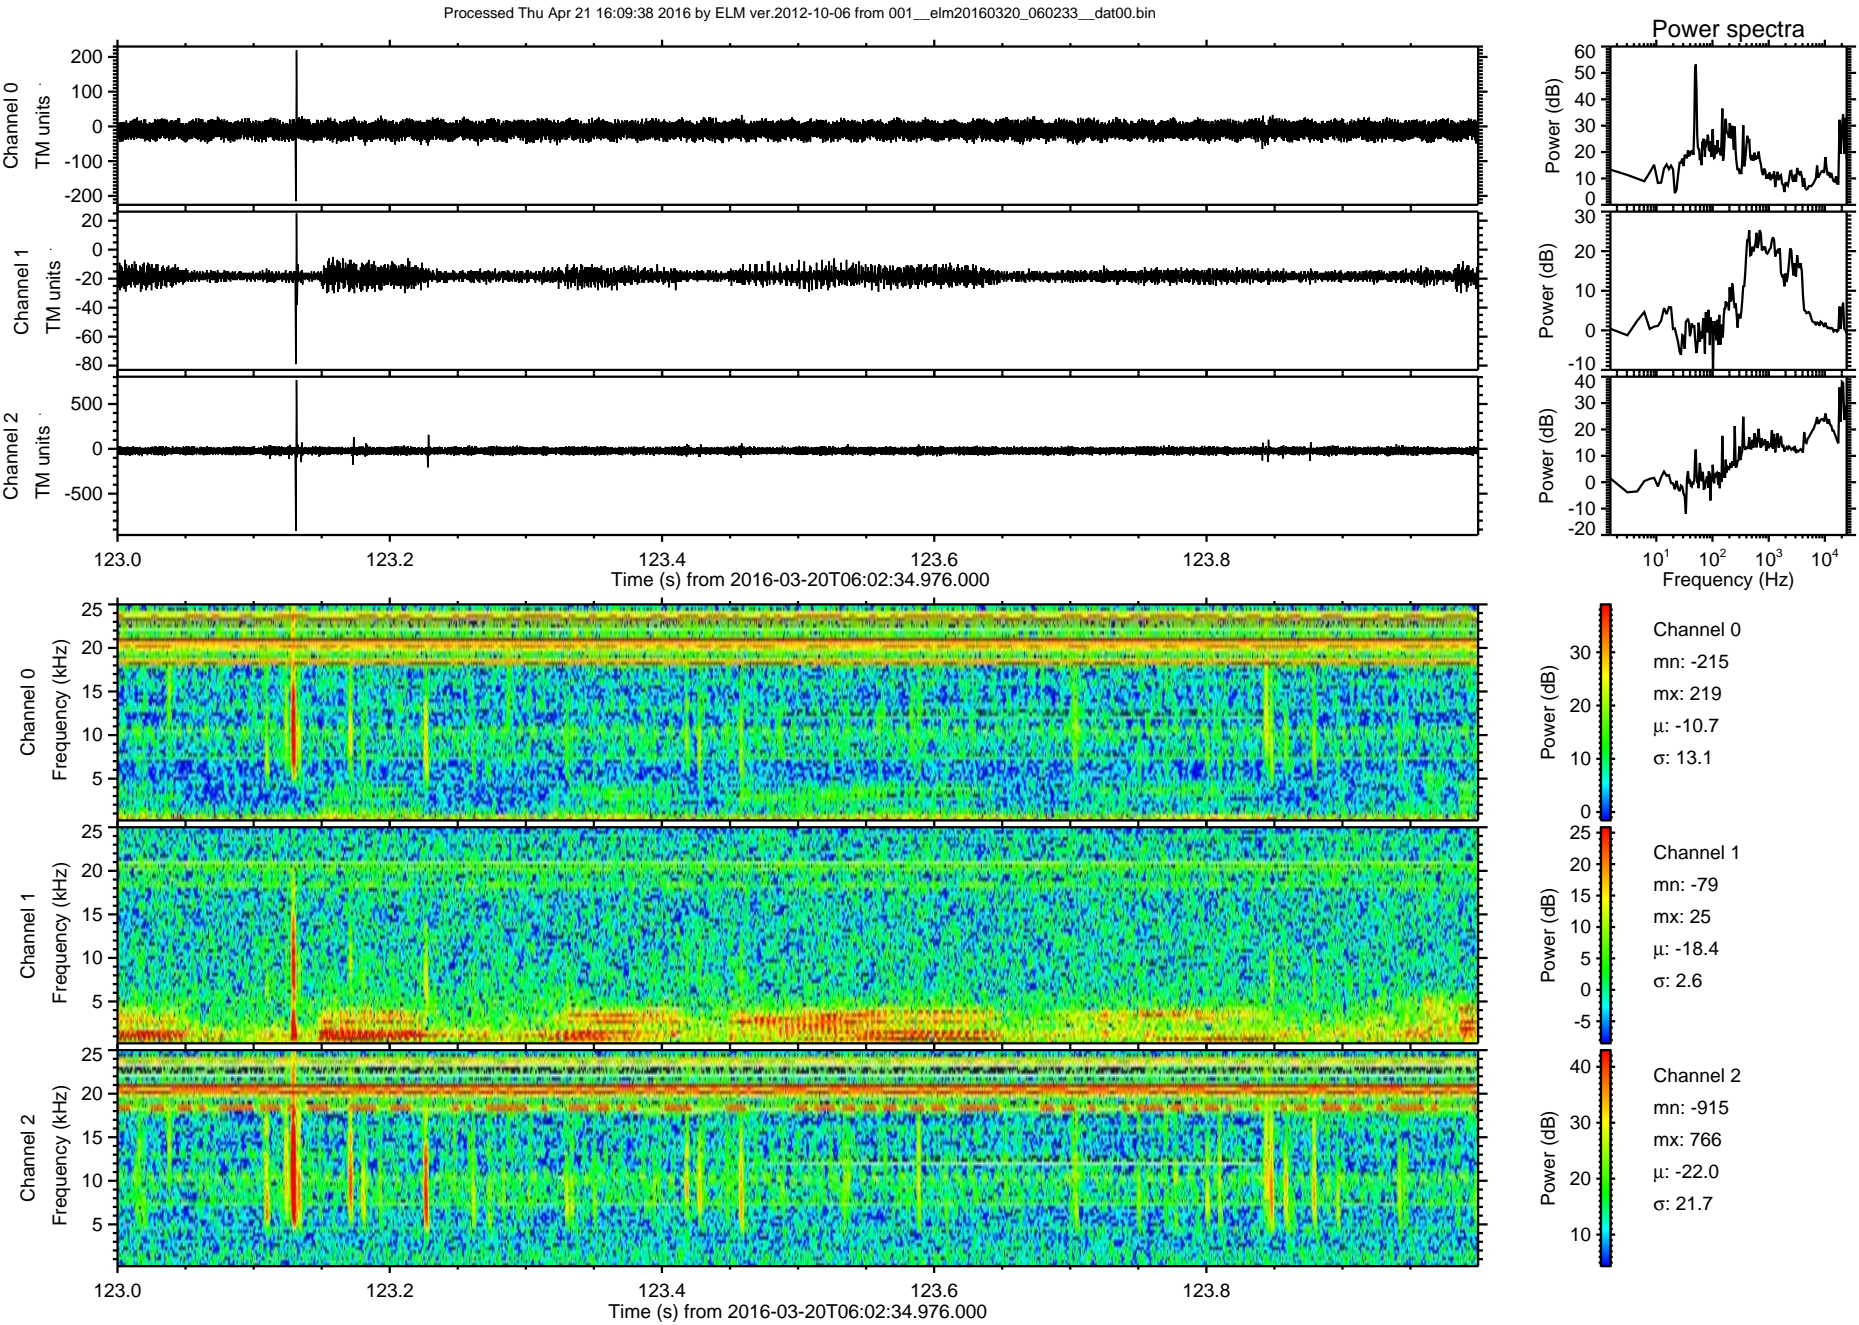 Processed Thu Apr 21 16:09:38 2016 by ELM ver.2012-10-06 from 001__elm20160320_060233__dat00.bin
Power spectra
Channel 0
TM units
200
100
0
-100
-200
Power (dB)
60
50
40
30
20
10
0
Channel 1
TM units
20
0
-20
-40
-60
-80
Power (dB)
30
20
10
0
-10
Channel 2
TM units
500
0
-500
Power (dB)
40
30
20
10
0
-10
-20
123.0
123.2
123.4
123.6
123.8
Time (s) from 2016-03-20T06:02:34.976.000
10^1
10^2
10^3
10^4
Frequency (Hz)
Channel 0
Frequency (kHz)
25
20
15
10
5
Power (dB)
30
20
10
0
Channel 0
mn: -215
mx: 219
μ: -10.7
σ: 13.1
Channel 1
Frequency (kHz)
25
20
15
10
5
Power (dB)
25
20
15
10
5
0
-5
Channel 1
mn: -79
mx: 25
μ: -18.4
σ: 2.6
Channel 2
Frequency (kHz)
25
20
15
10
5
Power (dB)
40
30
20
10
Channel 2
mn: -915
mx: 766
μ: -22.0
σ: 21.7
123.0
123.2
123.4
123.6
123.8
Time (s) from 2016-03-20T06:02:34.976.000